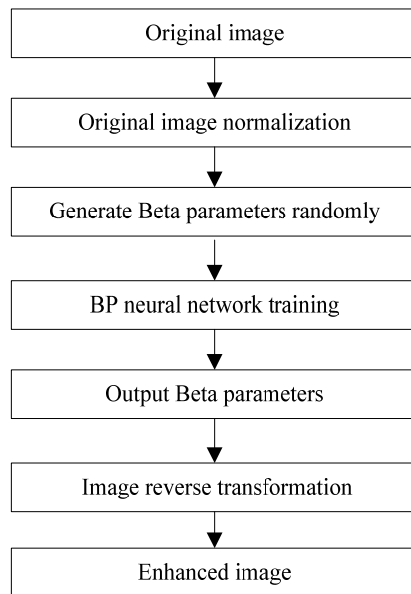 Original image
Original image normalization
Generate Beta parameters randomly
BP neural network training
Output Beta parameters
Image reverse transformation
Enhanced image